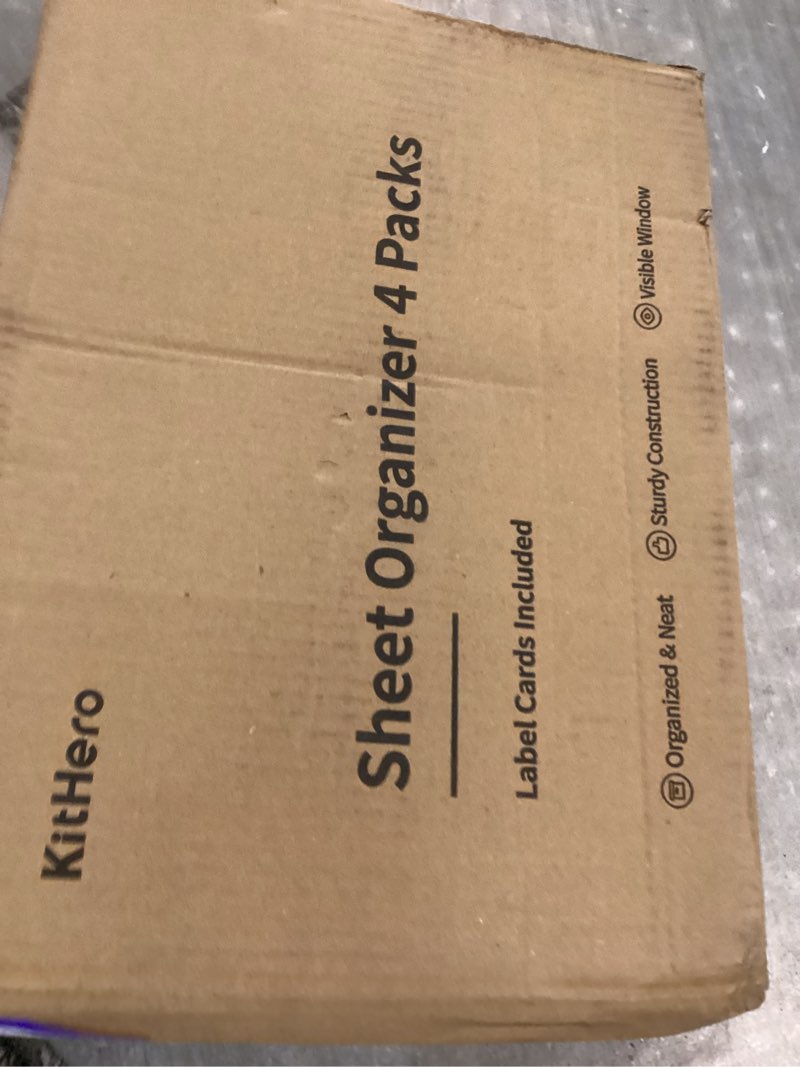 KitHero
Sheet Organizer 4 Packs
Label Cards Included
Organized & Neat Sturdy Construction Visible Window